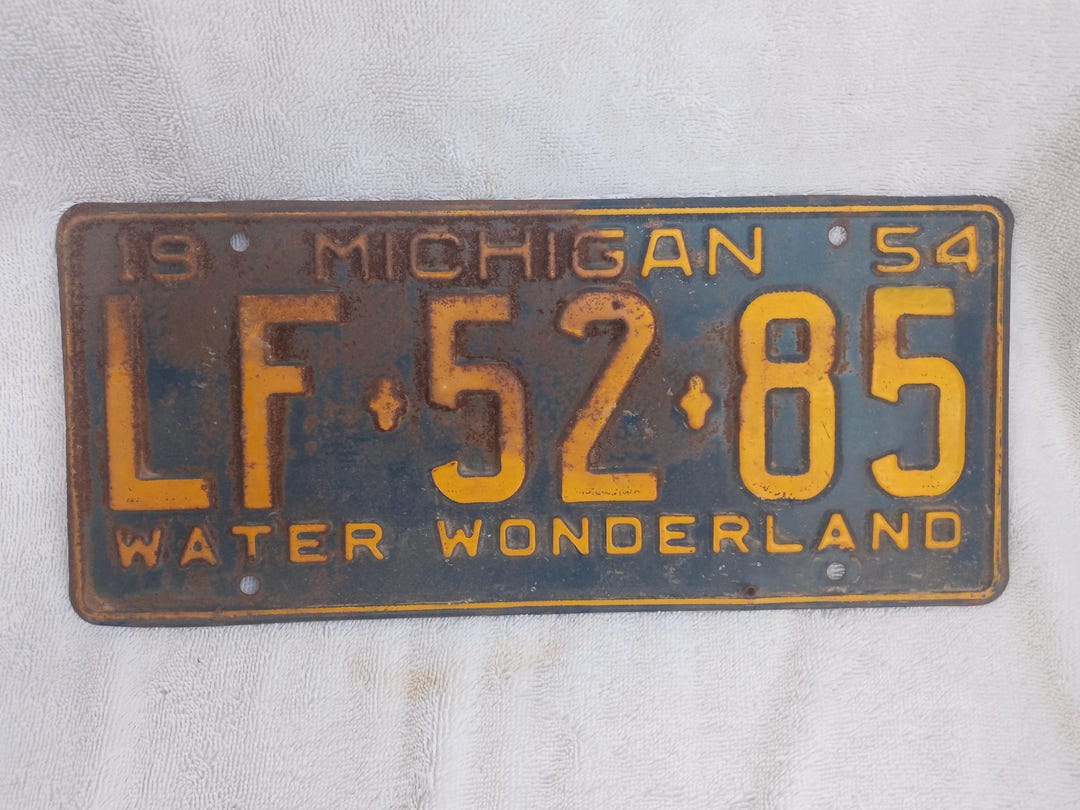 19 MICHIGAN 54
LF·52·85
WATER WONDERLAND